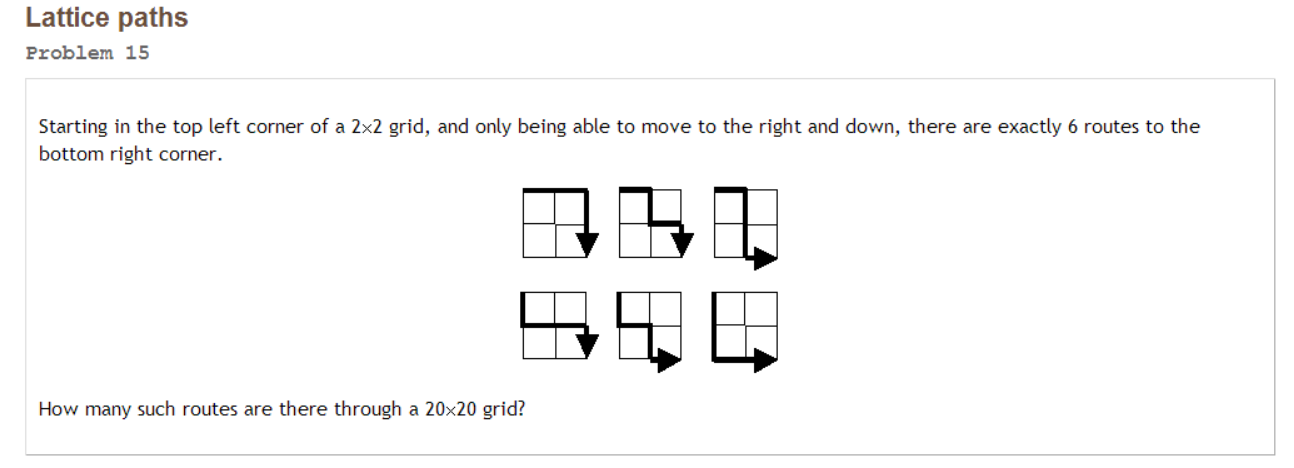 Lattice paths
Problem 15
Starting in the top left corner of a 2×2 grid, and only being able to move to the right and down, there are exactly 6 routes to the
bottom right corner.
How many such routes are there through a 20×20 grid?